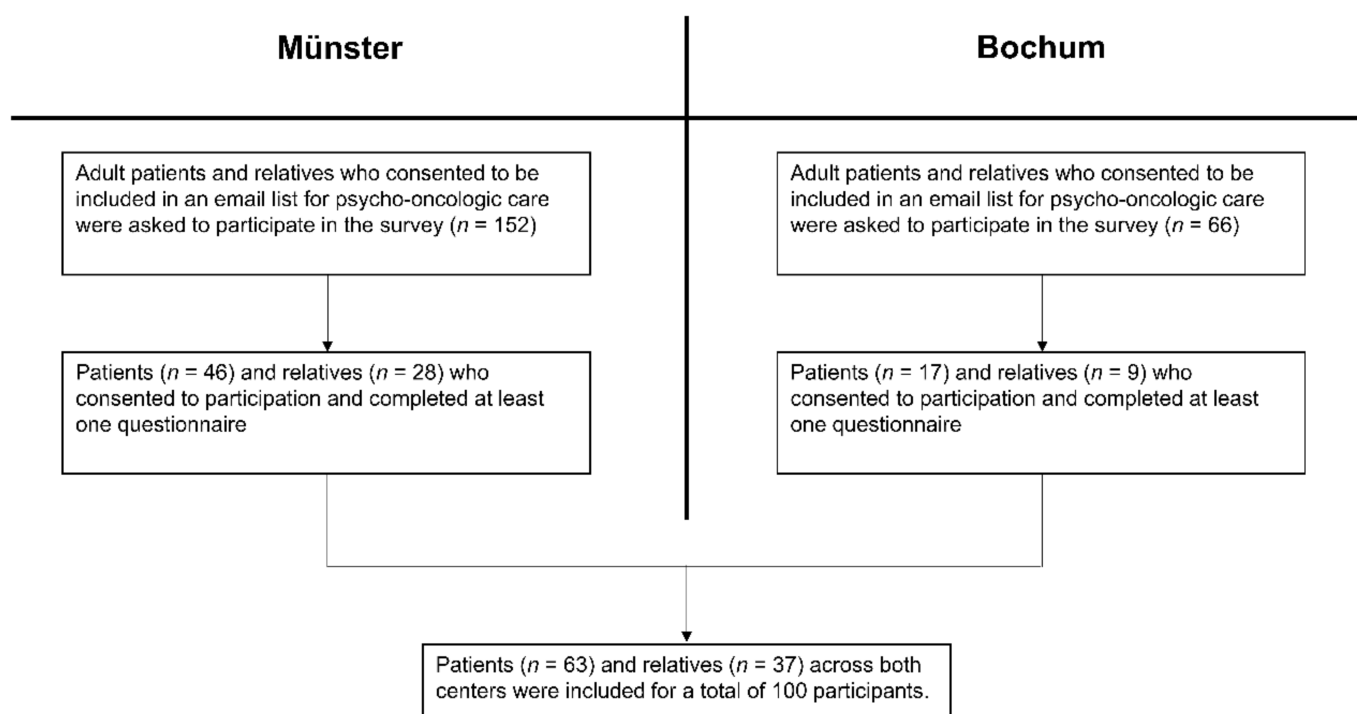 Münster
Bochum
Adult patients and relatives who consented to be
included in an email list for psycho-oncologic care
were asked to participate in the survey (n = 152)
Adult patients and relatives who consented to be
included in an email list for psycho-oncologic care
were asked to participate in the survey (n = 66)
Patients (n = 46) and relatives (n = 28) who
consented to participation and completed at least
one questionnaire
Patients (n = 17) and relatives (n = 9) who
consented to participation and completed at least
one questionnaire
Patients (n = 63) and relatives (n = 37) across both
centers were included for a total of 100 participants.